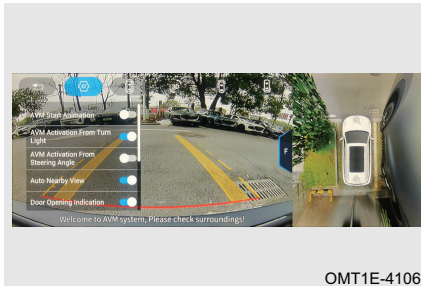 AVM Start Animation
AVM Activation From Turn
Light
AVM Activation From
Steering Angle
Auto Nearby View
Door Opening Indication
F
Welcome to AVM system, Please check surroundings!
OMT1E-4106